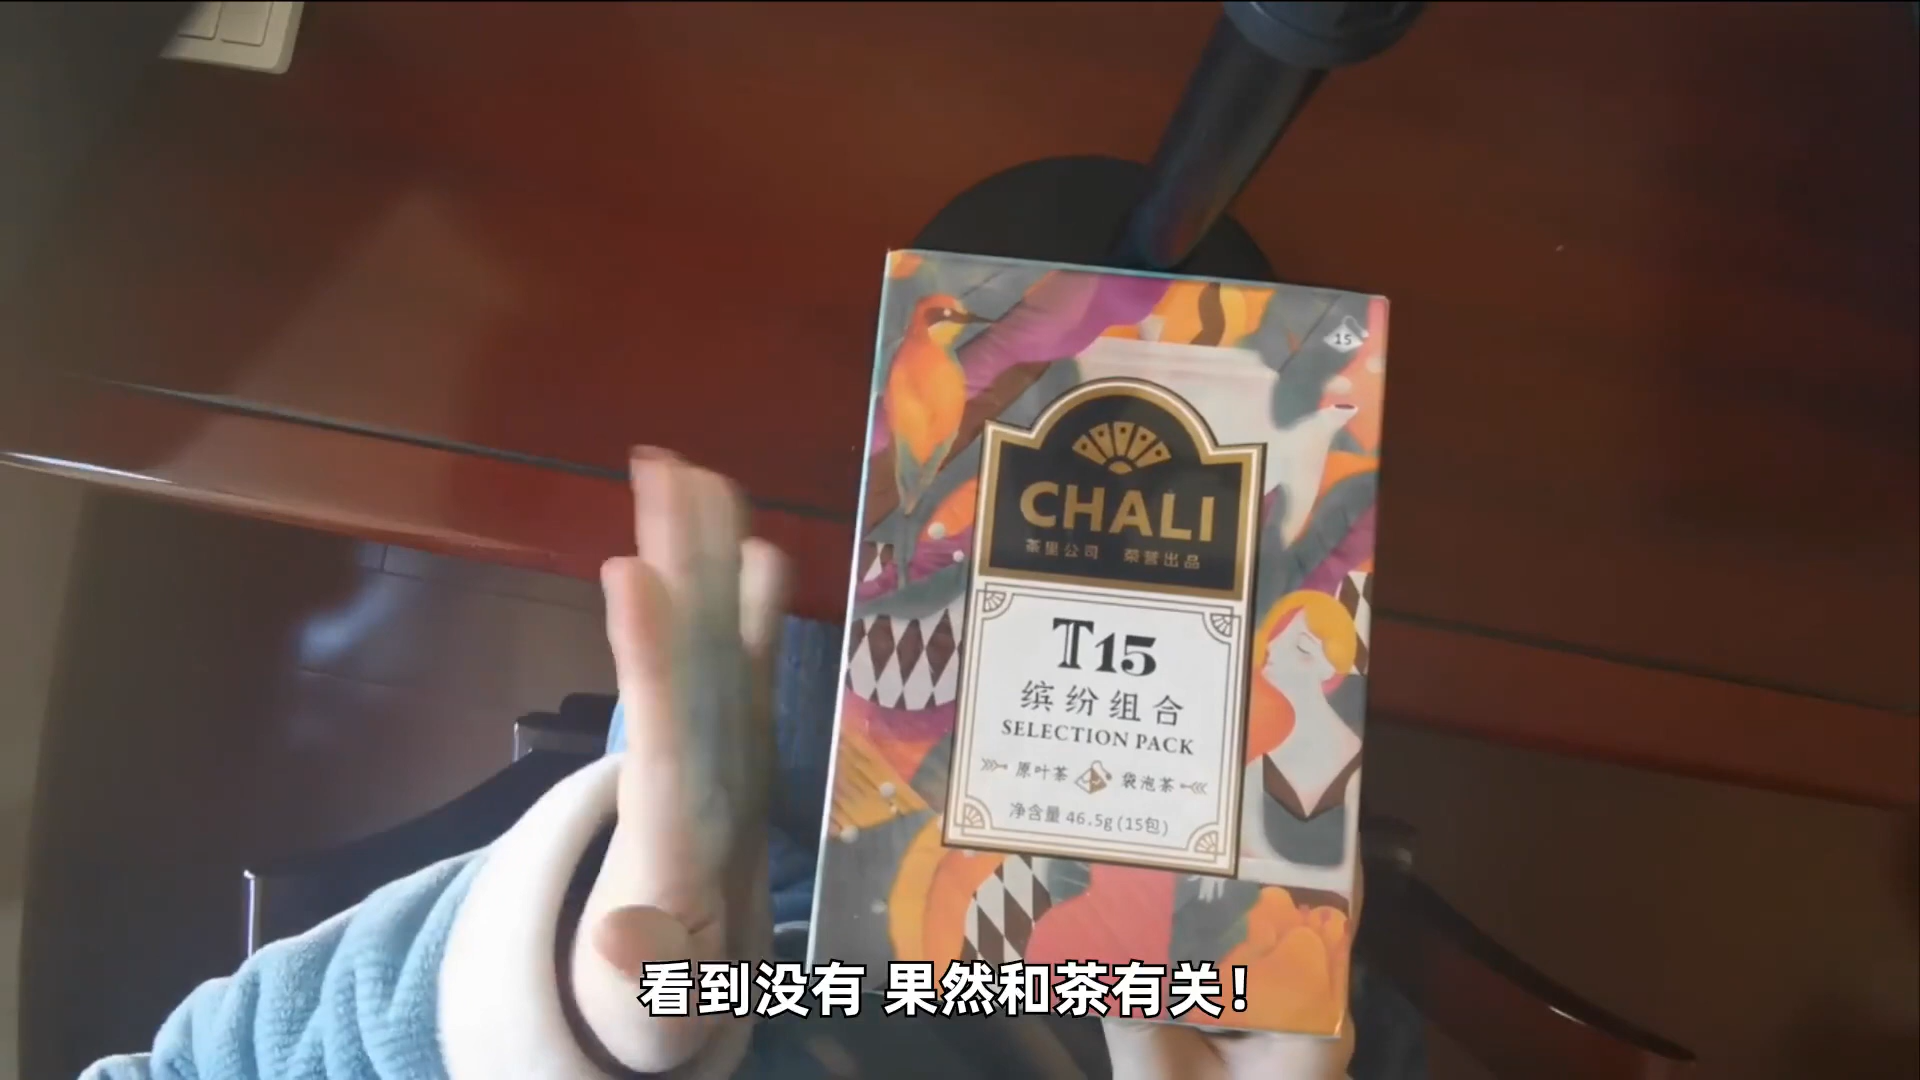 15
CHALI
茶里公司 荣誉出品
T15
缤纷组合
SELECTION PACK
原叶茶 袋泡茶
净含量 46.5g(15包)
看到没有 果然和茶有关!